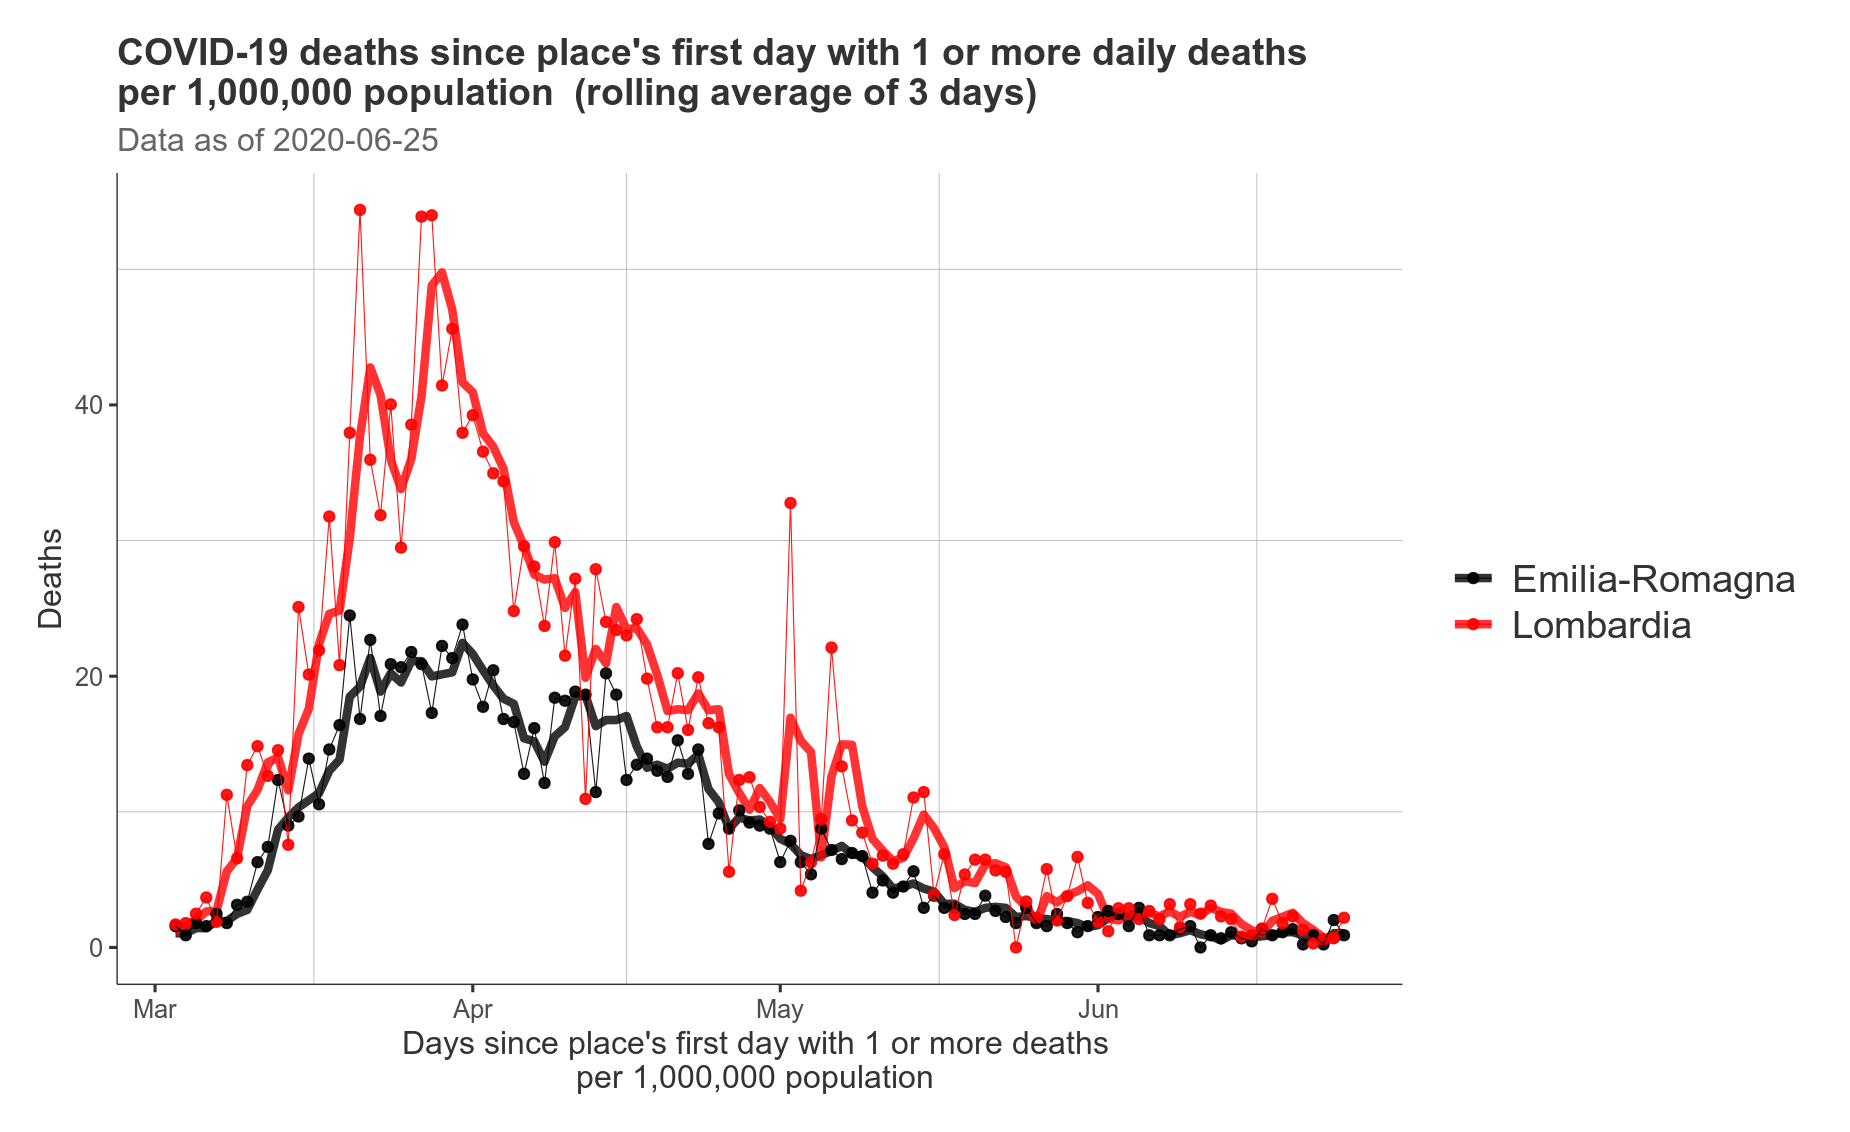 COVID-19 deaths since place's first day with 1 or more daily deaths
per 1,000,000 population  (rolling average of 3 days)
Data as of 2020-06-25
Deaths
40
20
0
Mar Apr May Jun
Days since place's first day with 1 or more deaths
per 1,000,000 population
Emilia-Romagna
Lombardia